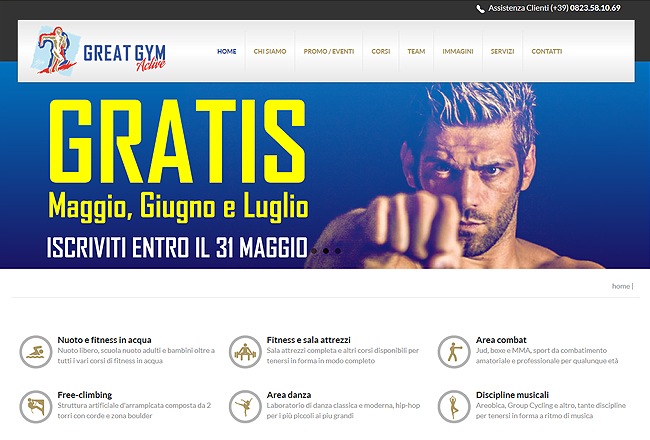 Assistenza Clienti (+39) 0823.58.10.69
GREAT GYM
Active
HOME
CHI SIAMO
PROMO / EVENTI
CORSI
TEAM
IMMAGINI
SERVIZI
CONTATTI
GRATIS
Maggio, Giugno e Luglio
ISCRIVITI ENTRO IL 31 MAGGIO
home |
Nuoto e fitness in acqua
Nuoto libero, scuola nuoto adulti e bambini oltre a
tutti i vari corsi di fitness in acqua
Fitness e sala attrezzi
Sala attrezzi completa e altri corsi disponibili per
tenersi in forma in modo completo
Area combat
Jud, boxe e MMA, sport da combatimento
amatoriale e professionale per qualunque età
Free-climbing
Struttura artificiale d'arrampicata composta da 2
torri con corde e zona boulder
Area danza
Laboratorio di danza classica e moderna, hip-hop
per i più piccoli ai piu grandi
Discipline musicali
Areobica, Group Cycling e altro, tante discipline
per tenersi in forma a ritmo di musica